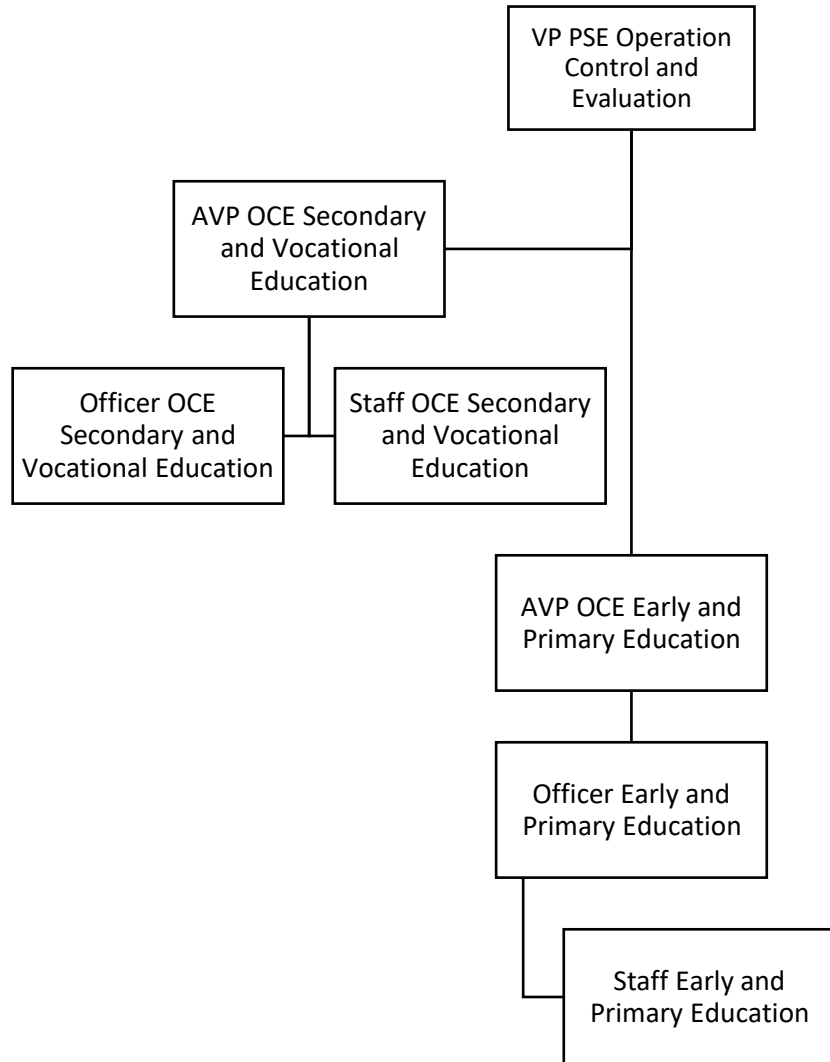 VP PSE Operation
Control and
Evaluation
AVP OCE Secondary
and Vocational
Education
Officer OCE
Secondary and
Vocational Education
Staff OCE Secondary
and Vocational
Education
AVP OCE Early and
Primary Education
Officer Early and
Primary Education
Staff Early and
Primary Education